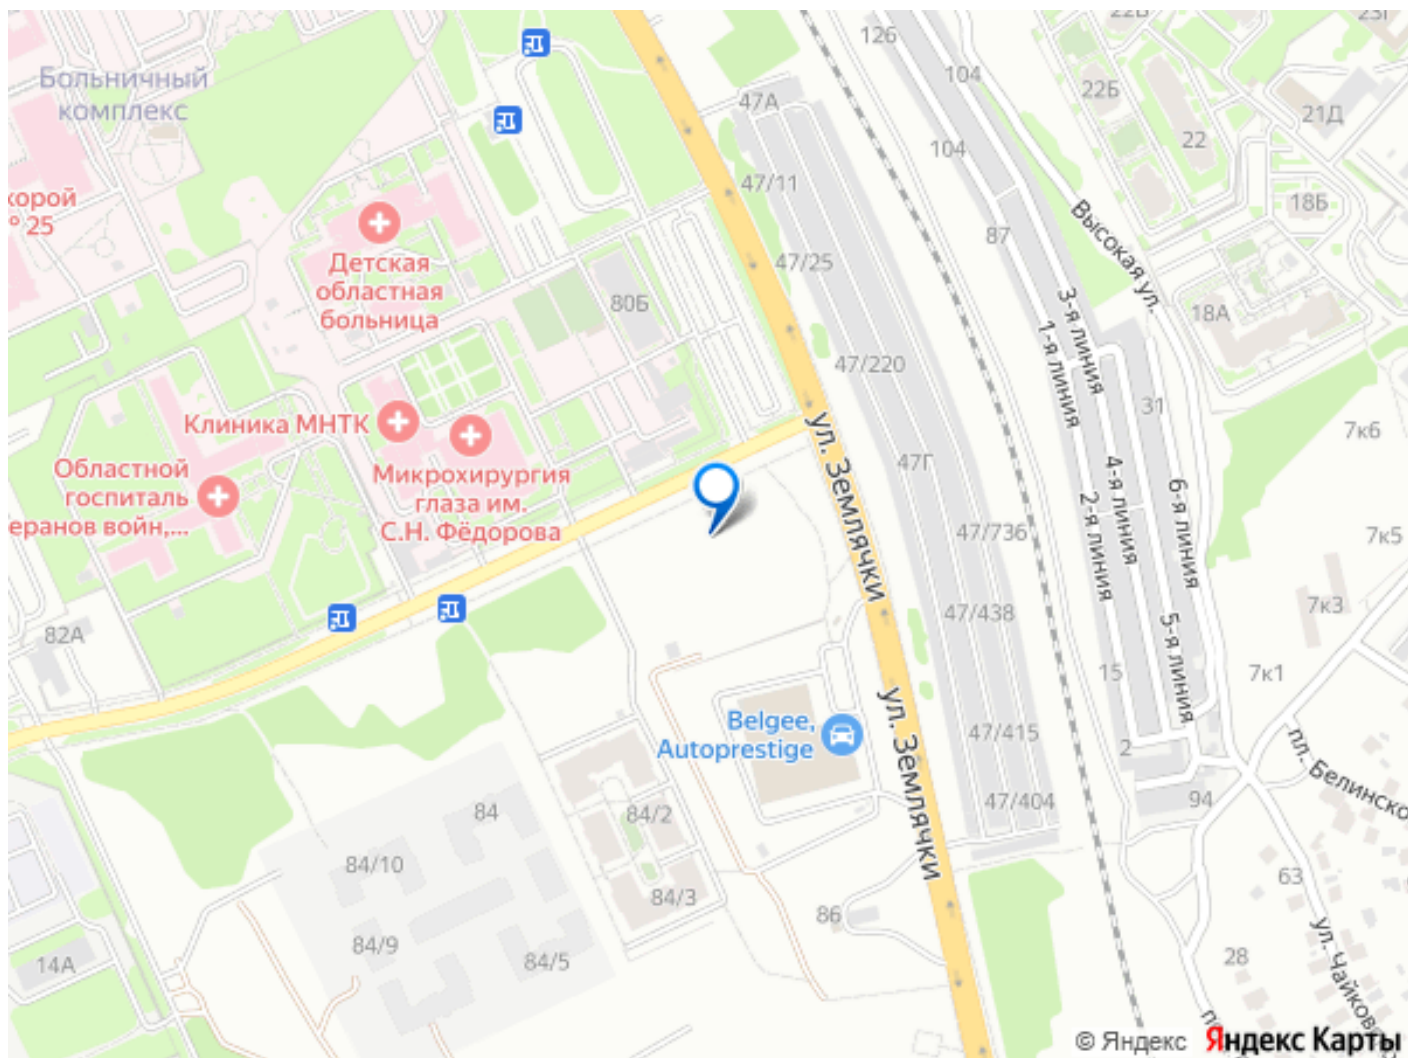 22В
23Г
126
Больничный
комплекс
104
47А
22Б
21Д
22
104
47/11
хорой
№ 25
18Б
87
Высокая ул.
Детская
областная
больница
47/25
80Б
18А
3-я линия
1-я линия
47/220
31
7к6
Клиника МНТК
ул. Землячки
47Г
Областной
госпиталь
еранов войн,...
Микрохирургия
глаза им.
С.Н. Фёдорова
4-я линия
2-я линия
6-я линия
47/736
7к5
82А
47/438
5-я линия
7к3
15
7к1
ул. Землячки
Belgee,
Autoprestige
47/415
2
пл. Белинско
84
84/2
47/404
94
84/10
84/3
63
86
84/9
84/5
14А
28
ул. Чайков
© Яндекс
Яндекс Карты